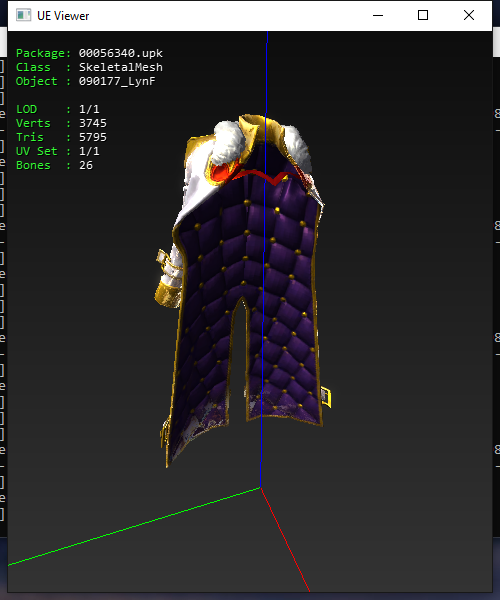 UE Viewer
Package: 00056340.upk
Class : SkeletalMesh
Object : 090177_LynF
LOD : 1/1
Verts : 3745
Tris : 5795
UV Set : 1/1
Bones : 26